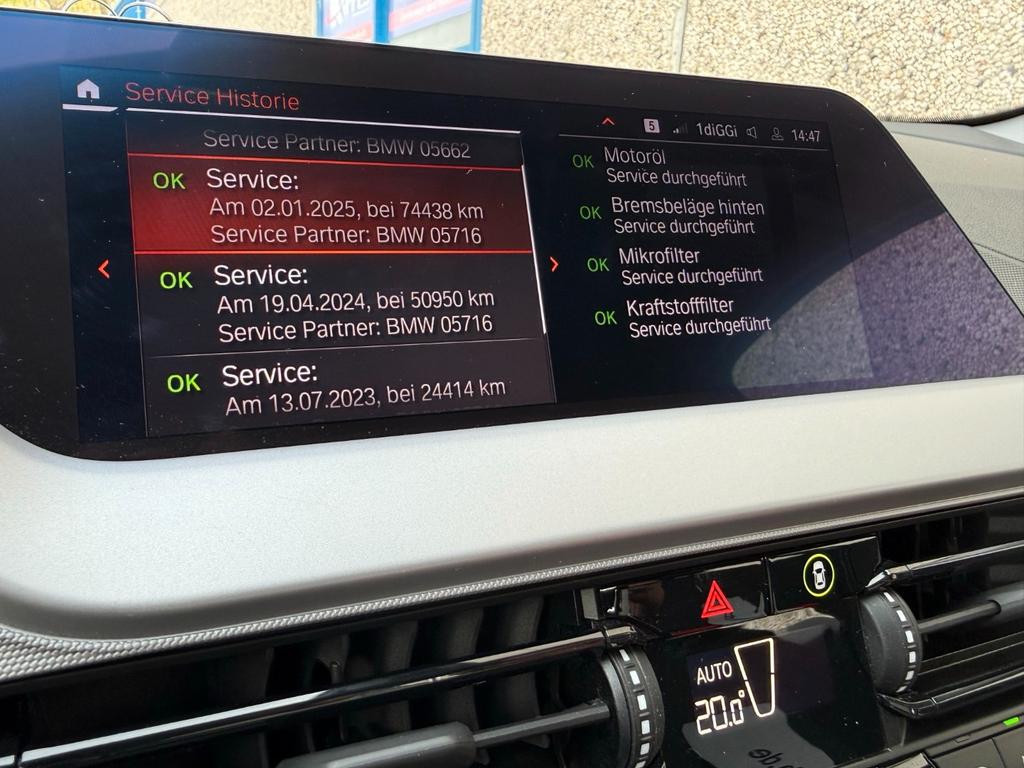 Service Historie
5 1diGGi 14:47
Service Partner: BMW 05662
OK Service:
Am 02.01.2025, bei 74438 km
Service Partner: BMW 05716
OK Service:
Am 19.04.2024, bei 50950 km
Service Partner: BMW 05716
OK Service:
Am 13.07.2023, bei 24414 km
OK Motoröl
Service durchgeführt
OK Bremsbeläge hinten
Service durchgeführt
OK Mikrofilter
Service durchgeführt
OK Kraftstofffilter
Service durchgeführt
AUTO
20.0°